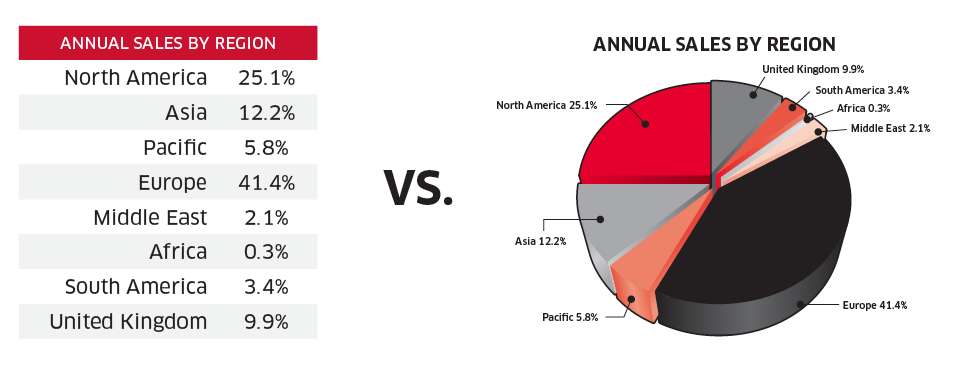 ANNUAL SALES BY REGION
North America 25.1%
Asia 12.2%
Pacific 5.8%
Europe 41.4%
Middle East 2.1%
Africa 0.3%
South America 3.4%
United Kingdom 9.9%
VS.
ANNUAL SALES BY REGION
United Kingdom 9.9%
South America 3.4%
North America 25.1%
Africa 0.3%
Middle East 2.1%
Asia 12.2%
Europe 41.4%
Pacific 5.8%